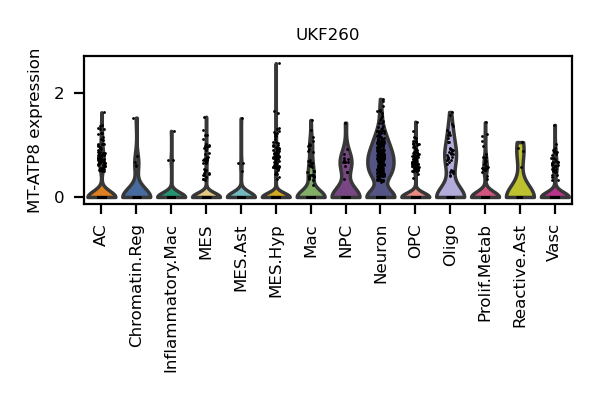 UKF260
MT-ATP8 expression
2
0
AC
Chromatin.Reg
Inflammatory.Mac
MES
MES.Ast
MES.Hyp
Mac
NPC
Neuron
OPC
Oligo
Prolif.Metab
Reactive.Ast
Vasc